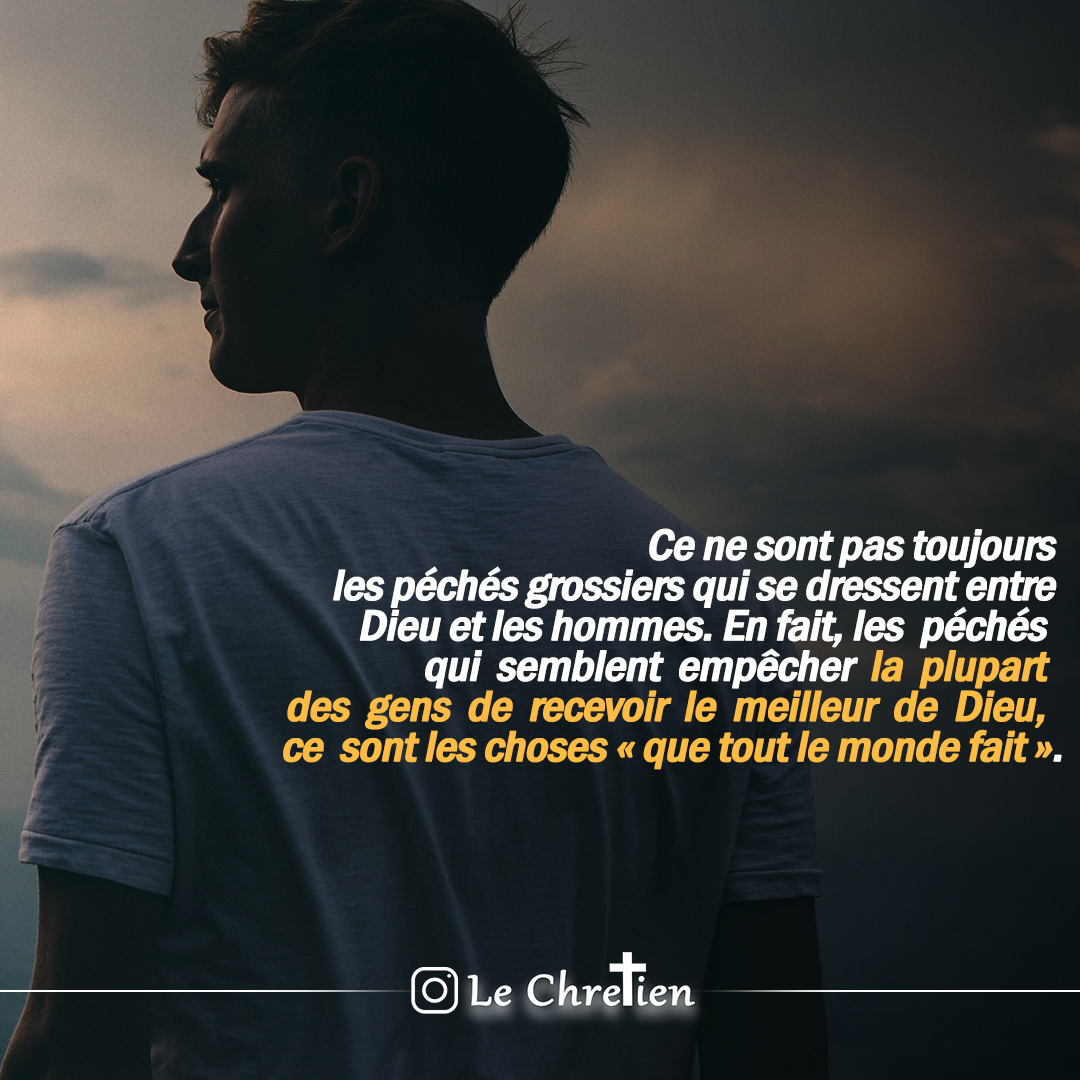 Ce ne sont pas toujours
les péchés grossiers qui se dressent entre
Dieu et les hommes. En fait, les péchés
qui semblent empêcher la plupart
des gens de recevoir le meilleur de Dieu,
ce sont les choses « que tout le monde fait ».
Le Chretien